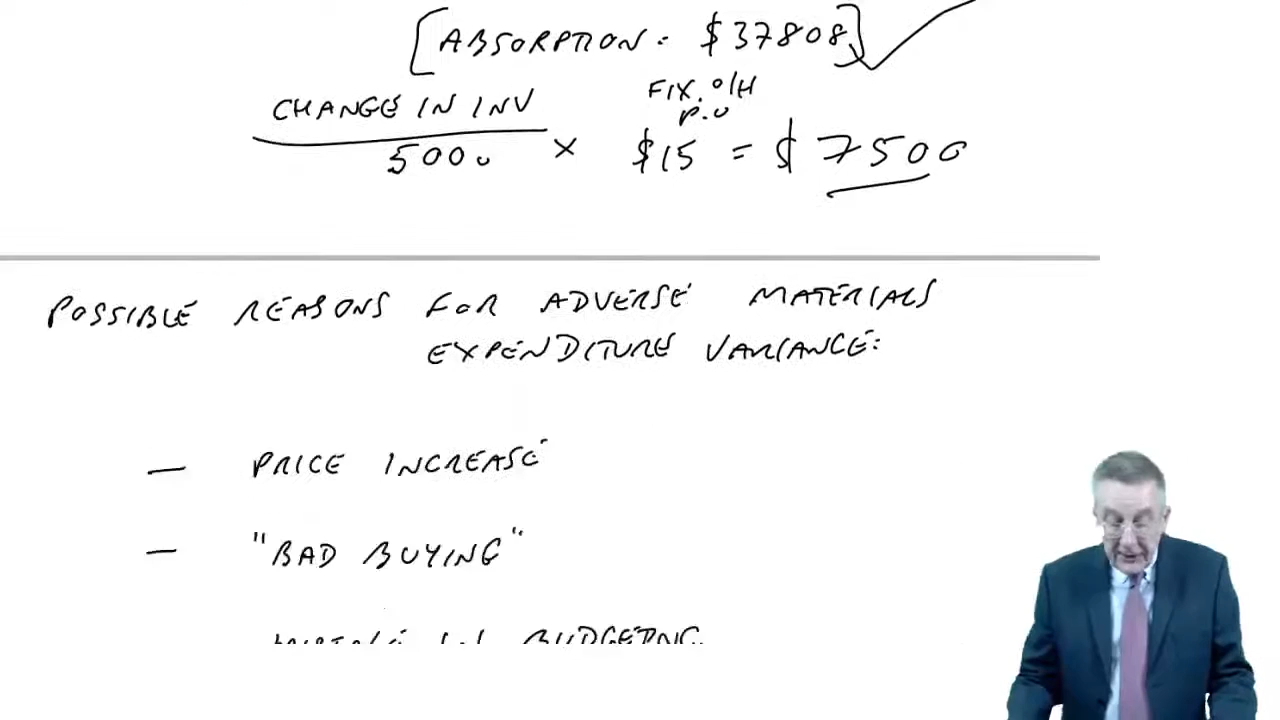 [ABSORPTION = $37808]
FIX. O/H
CHANGE IN INV
P.U
5000 × $15 = $7500
POSSIBLE REASONS FOR ADVERSE MATERIALS
EXPENDITURE VARIANCE:
— PRICE INCREASE
— "BAD BUYING"
BUDGETING